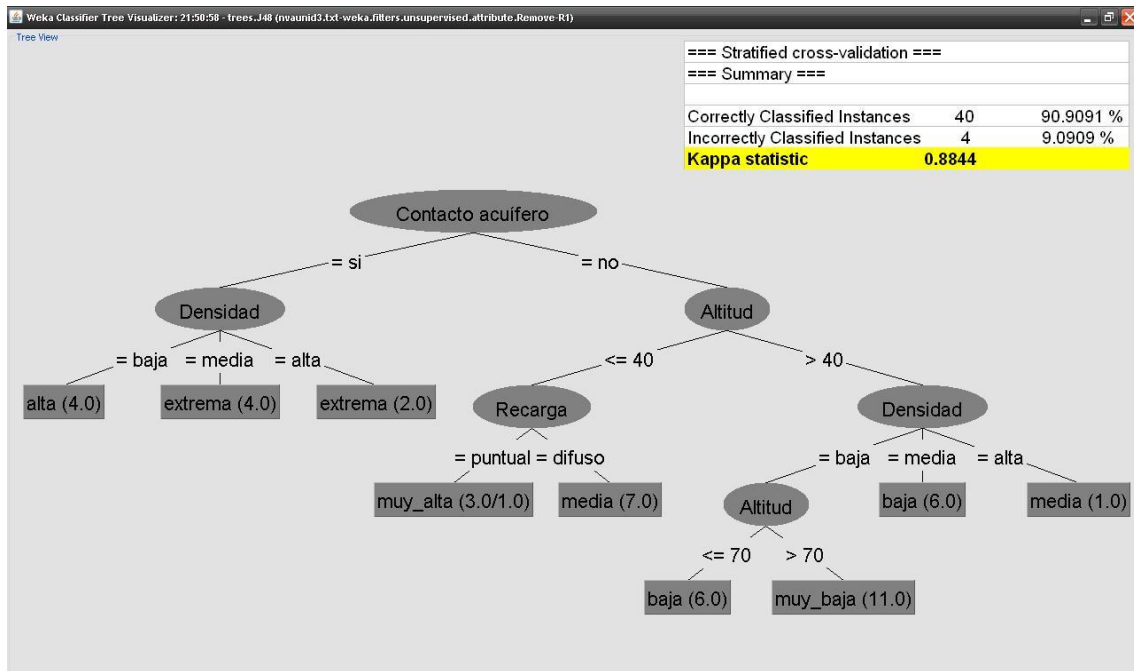 Weka Classifier Tree Visualizer: 21:50:58 - trees.J48 (nvaunid3.txt-weka.filters.unsupervised.attribute.Remove-R1)
Tree View
=== Stratified cross-validation ===
=== Summary ===
Correctly Classified Instances 40 90.9091 %
Incorrectly Classified Instances 4 9.0909 %
Kappa statistic 0.8844
Contacto acuífero
= si = no
Densidad Altitud
= baja = media = alta <= 40 > 40
alta (4.0) extrema (4.0) extrema (2.0) Recarga Densidad
= puntual = difuso = baja = media = alta
muy_alta (3.0/1.0) media (7.0) Altitud baja (6.0) media (1.0)
<= 70 > 70
baja (6.0) muy_baja (11.0)